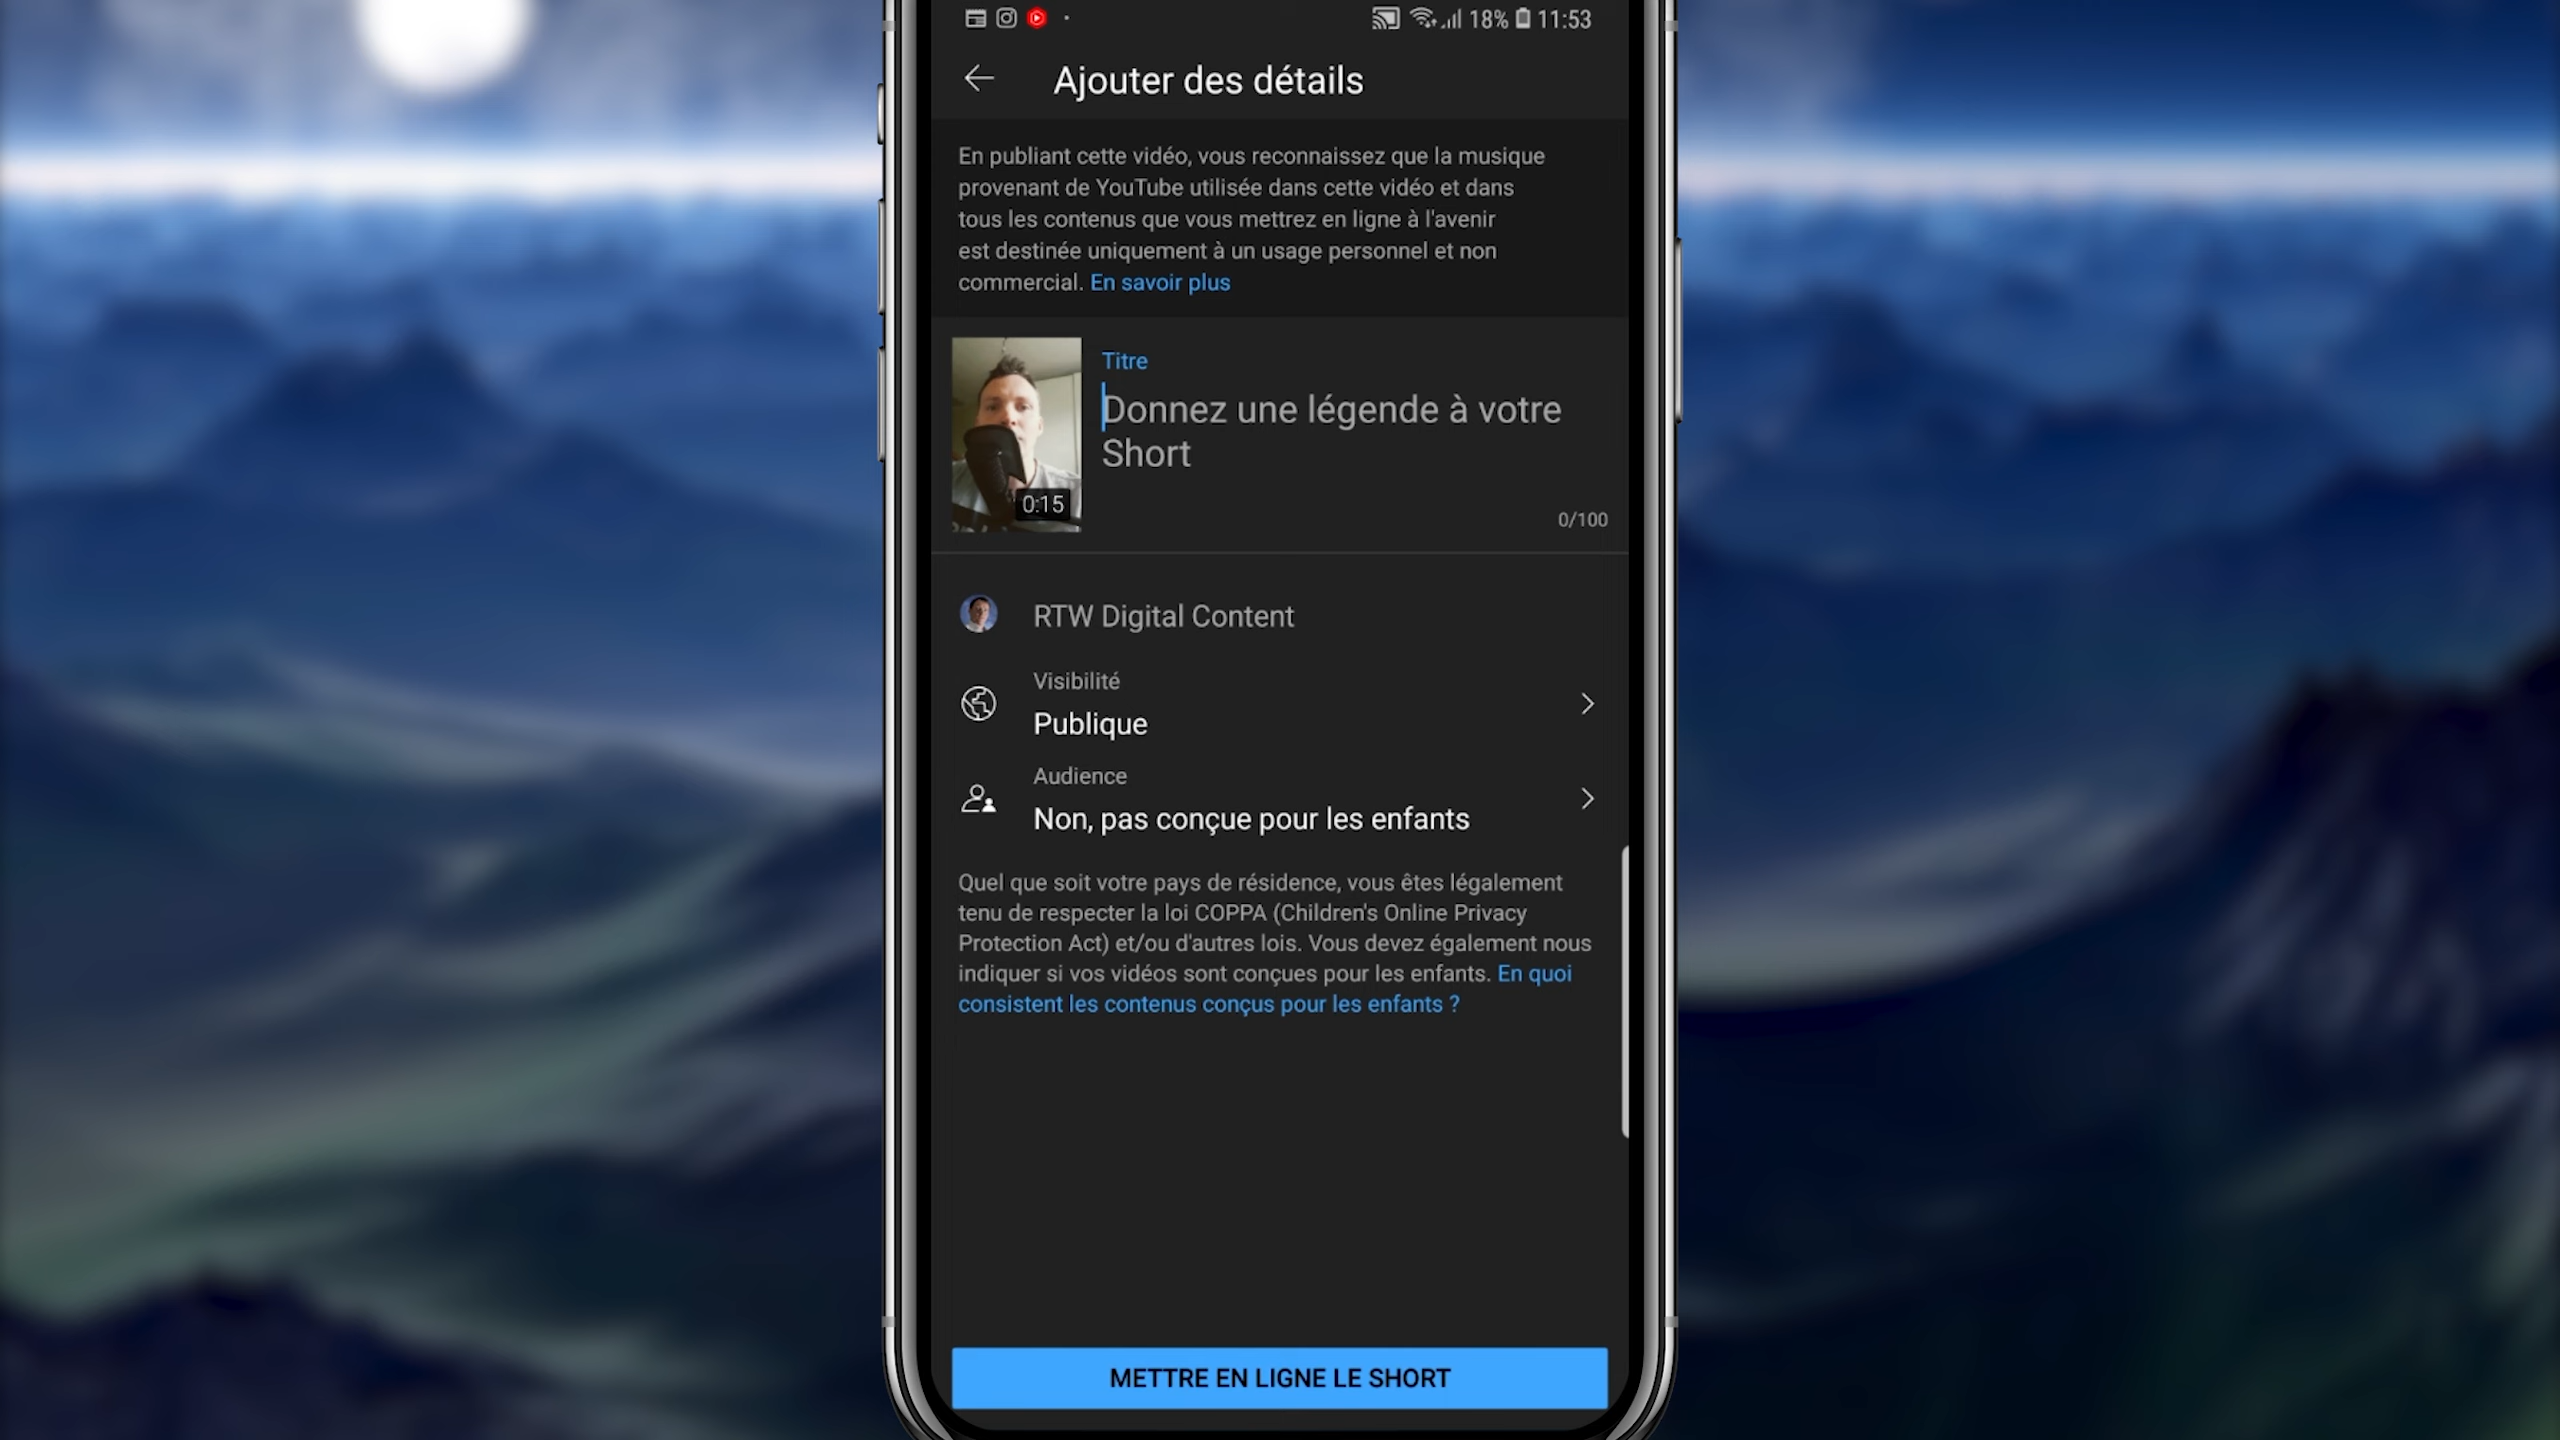 18% 11:53
Ajouter des détails
En publiant cette vidéo, vous reconnaissez que la musique
provenant de YouTube utilisée dans cette vidéo et dans
tous les contenus que vous mettrez en ligne à l'avenir
est destinée uniquement à un usage personnel et non
commercial. En savoir plus
Titre
Donnez une légende à votre
Short
0:15
0/100
RTW Digital Content
Visibilité
Publique
Audience
Non, pas conçue pour les enfants
Quel que soit votre pays de résidence, vous êtes légalement
tenu de respecter la loi COPPA (Children's Online Privacy
Protection Act) et/ou d'autres lois. Vous devez également nous
indiquer si vos vidéos sont conçues pour les enfants. En quoi
consistent les contenus conçus pour les enfants ?
METTRE EN LIGNE LE SHORT